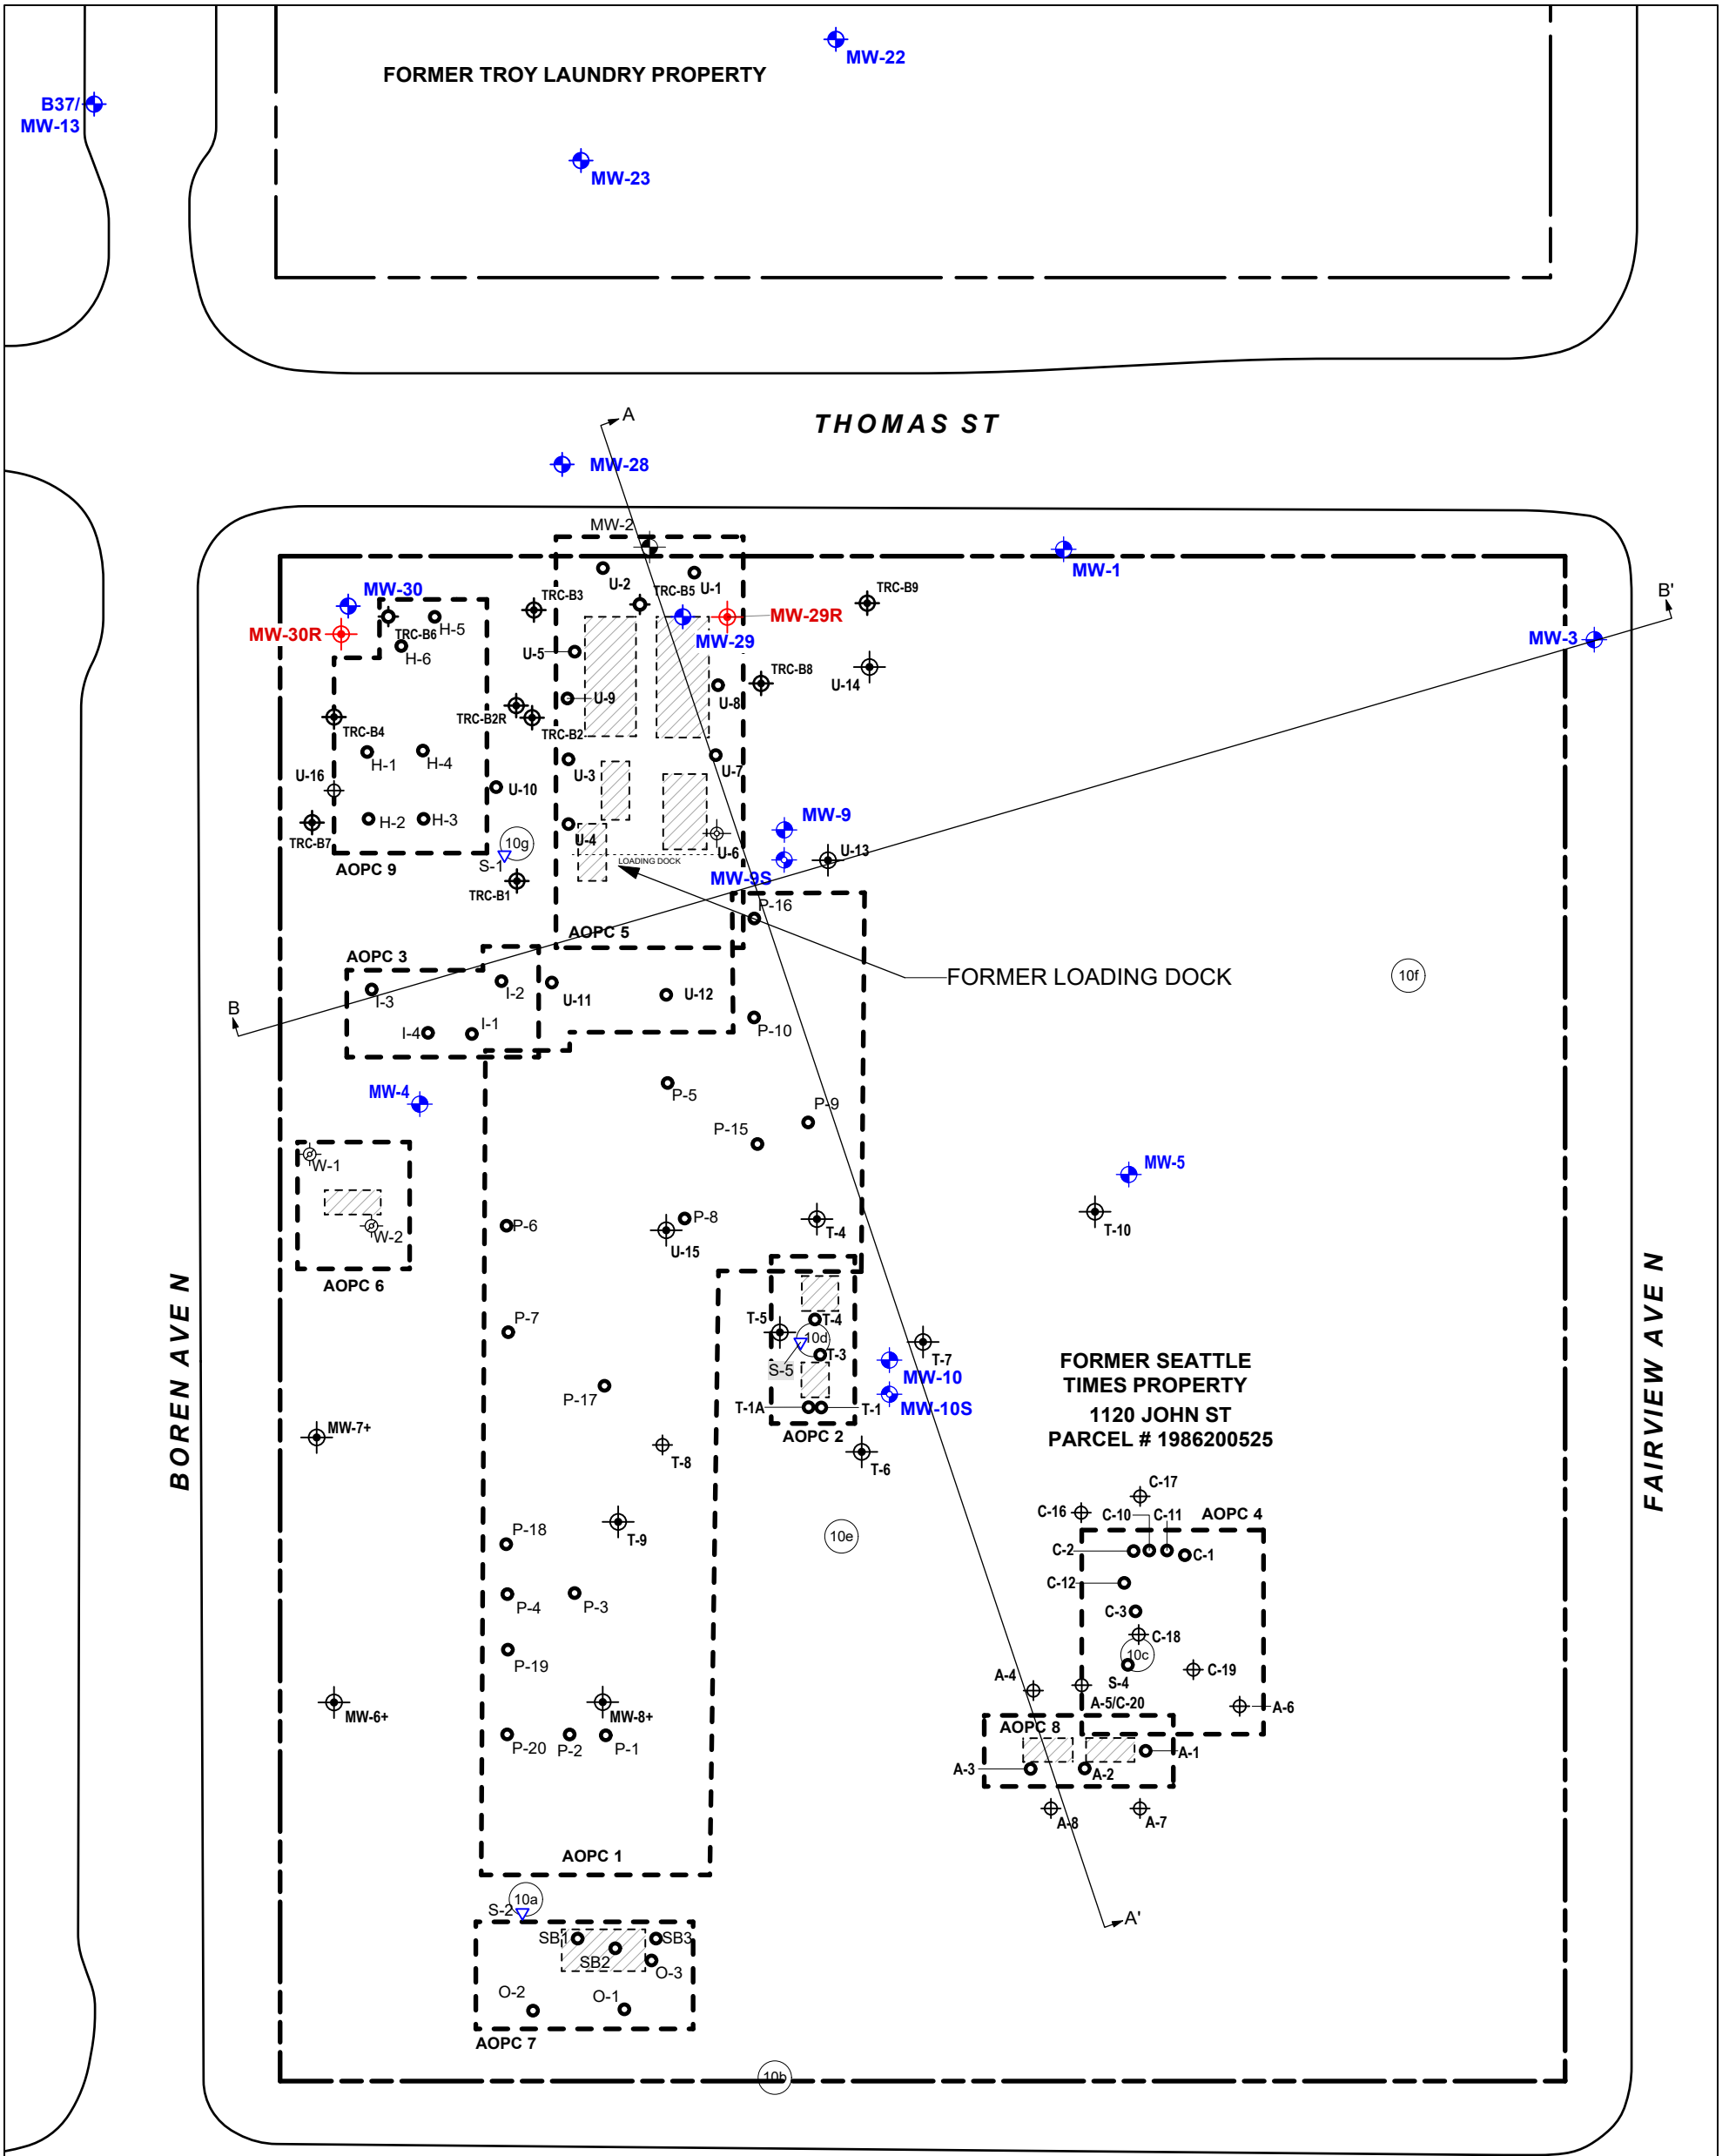 MW-22
FORMER TROY LAUNDRY PROPERTY
B37/
MW-13
MW-23
A
THOMAS ST
MW-28
MW-2
MW-1
U-2
U-1
TRC-B5
TRC-B3
TRC-B9
B'
MW-30
MW-29R
MW-30R
TRC-B6
H-5
H-6
MW-29
MW-3
U-5
TRC-B8
U-14
U-9
U-8
TRC-B2R
TRC-B4
TRC-B2
H-1
H-4
U-3
U-7
U-16
U-10
MW-9
H-2
H-3
TRC-B7
10g
U-4
U-6
U-13
S-1
LOADING DOCK
AOPC 9
MW-9S
TRC-B1
P-16
AOPC 5
AOPC 3
FORMER LOADING DOCK
10f
I-3
I-2
U-11
U-12
B
I-4
I-1
P-10
MW-4
P-5
P-9
P-15
W-1
MW-5
P-6
P-8
T-4
T-10
W-2
U-15
AOPC 6
BOREN AVE N
FAIRVIEW AVE N
P-7
T-5
T-4
10d
T-3
T-7
S-5
MW-10
FORMER SEATTLE
TIMES PROPERTY
1120 JOHN ST
PARCEL # 1986200525
P-17
T-1A
T-1
MW-10S
AOPC 2
MW-7+
T-8
T-6
C-17
C-16
C-10
C-11
AOPC 4
P-18
T-9
10e
C-2
C-1
C-12
P-4
P-3
C-3
C-18
P-19
10c
C-19
A-4
S-4
A-5/C-20
A-6
MW-6+
MW-8+
AOPC 8
P-20
P-2
P-1
A-1
A-3
A-2
A-8
A-7
AOPC 1
10a
S-2
A'
SB1
SB3
SB2
O-3
O-2
O-1
AOPC 7
10b